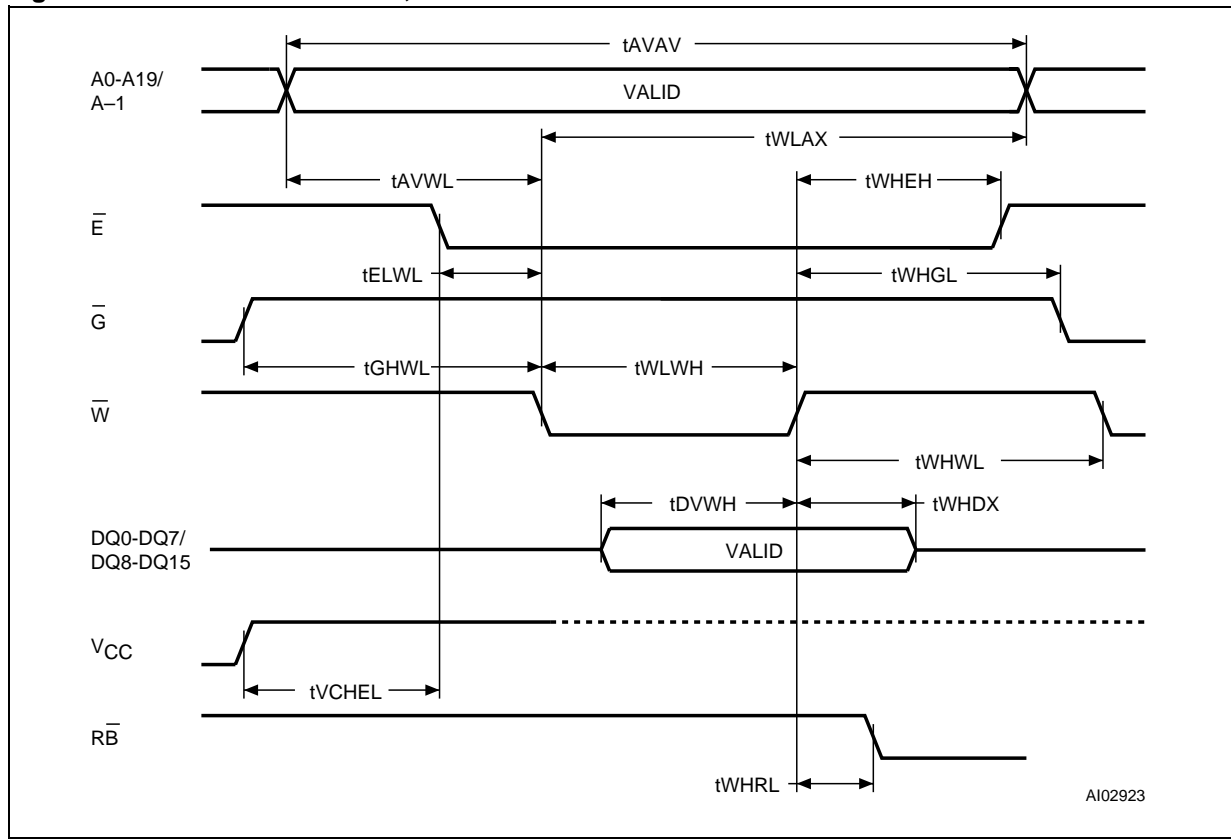 tAVAV
A0-A19/
A–1
VALID
tWLAX
tAVWL
tWHEH
E̅
tELWL
tWHGL
G̅
tGHWL
tWLWH
W̅
tWHWL
tDVWH
tWHDX
DQ0-DQ7/
DQ8-DQ15
VALID
VCC
tVCHEL
RB̅
tWHRL
AI02923